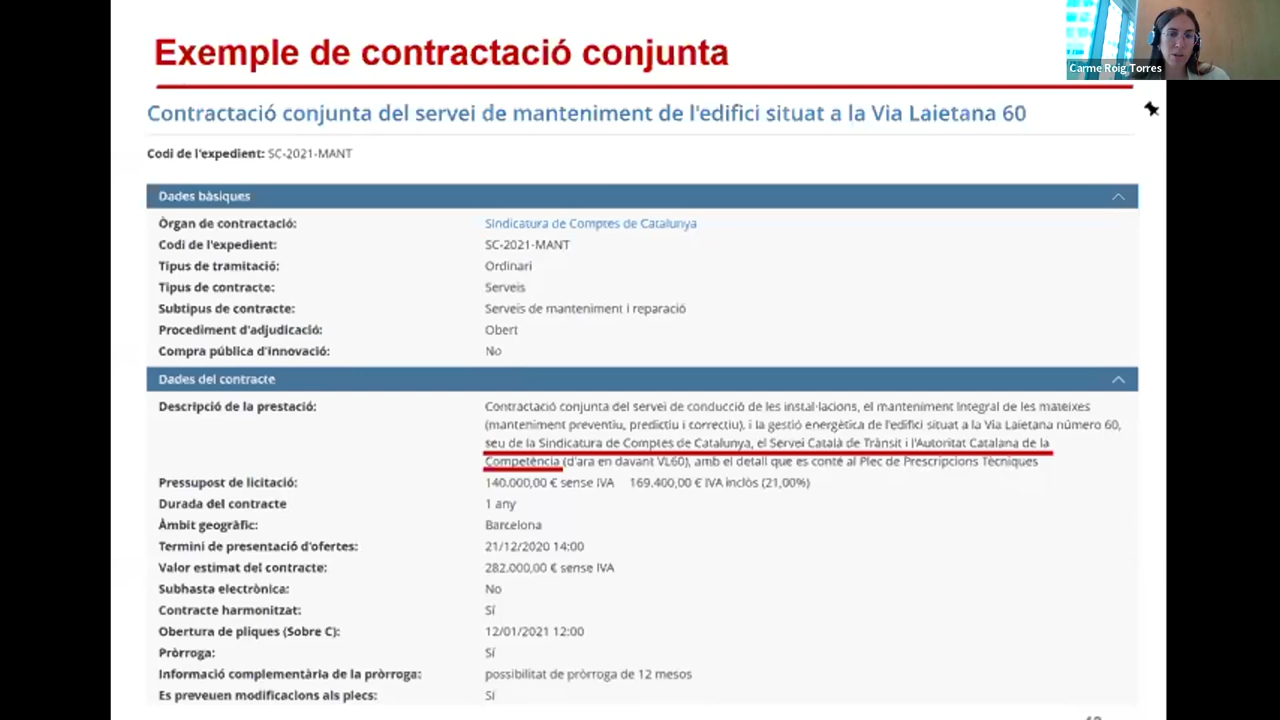 Exemple de contractació conjunta
Carme Roig Torres
Contractació conjunta del servei de manteniment de l'edifici situat a la Via Laietana 60
Codi de l'expedient: SC-2021-MANT
Dades bàsiques
Òrgan de contractació: Sindicatura de Comptes de Catalunya
Codi de l'expedient: SC-2021-MANT
Tipus de tramitació: Ordinari
Tipus de contracte: Serveis
Subtipus de contracte: Serveis de manteniment i reparació
Procediment d'adjudicació: Obert
Compra pública d'innovació: No
Dades del contracte
Descripció de la prestació: Contractació conjunta del servei de conducció de les instal·lacions, el manteniment integral de les mateixes
(manteniment preventiu, predictiu i correctiu), i la gestió energètica de l'edifici situat a la Via Laietana número 60,
seu de la Sindicatura de Comptes de Catalunya, el Servei Català de Trànsit i l'Autoritat Catalana de la
Competència (d'ara en davant VL60), amb el detall que es conté al Plec de Prescripcions Tècniques
Pressupost de licitació: 140.000,00 € sense IVA 169.400,00 € IVA inclòs (21,00%)
Durada del contracte 1 any
Àmbit geogràfic: Barcelona
Termini de presentació d'ofertes: 21/12/2020 14:00
Valor estimat del contracte: 282.000,00 € sense IVA
Subhasta electrònica: No
Contracte harmonitzat: Sí
Obertura de pliques (Sobre C): 12/01/2021 12:00
Pròrroga: Sí
Informació complementària de la pròrroga: possibilitat de pròrroga de 12 mesos
Es preveuen modificacions als plecs: Sí